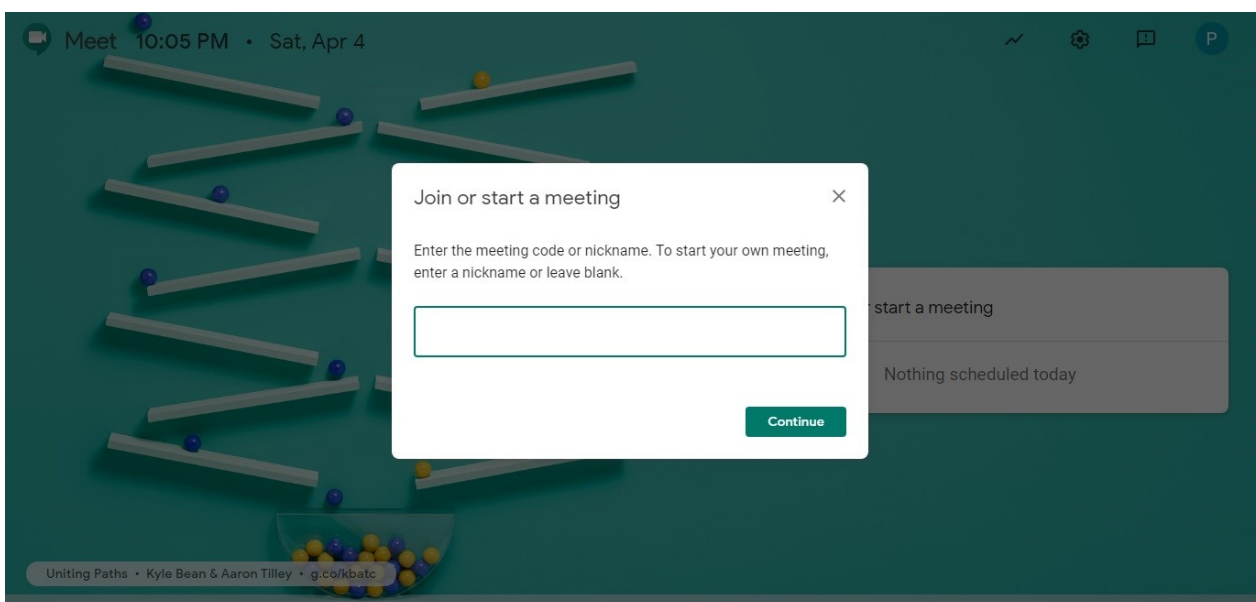 Meet 10:05 PM • Sat, Apr 4
P
Join or start a meeting
Enter the meeting code or nickname. To start your own meeting,
enter a nickname or leave blank.
Continue
start a meeting
Nothing scheduled today
Uniting Paths • Kyle Bean & Aaron Tilley • g.co/kbatc